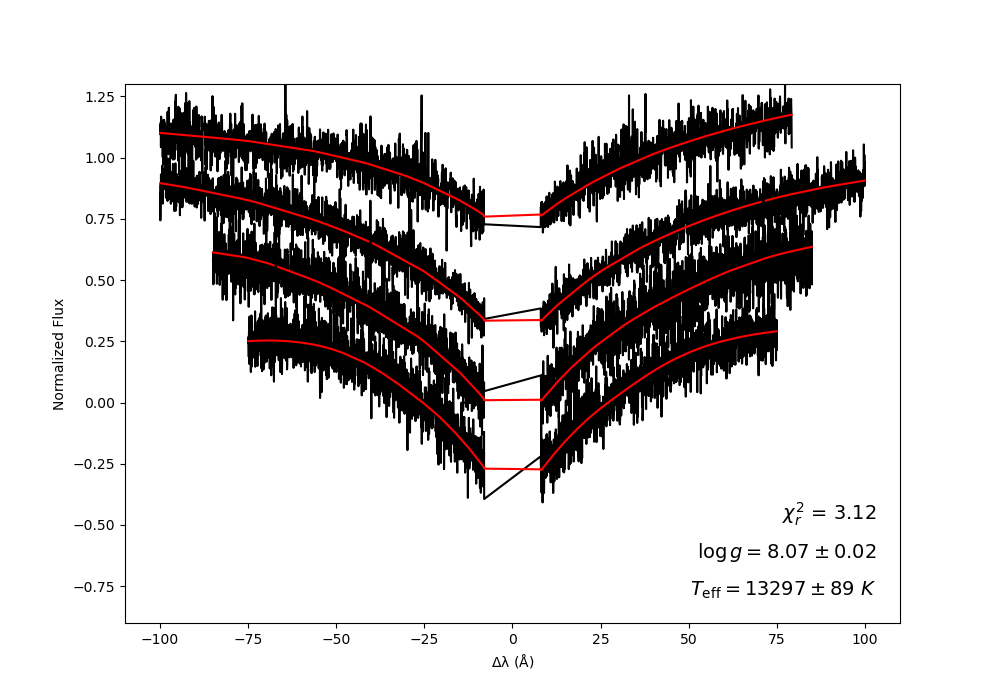 1.25
1.00
0.75
0.50
0.25
0.00
−0.25
−0.50
−0.75
Normalized Flux
χ²ᵣ = 3.12
log g = 8.07 ± 0.02
T_eff = 13297 ± 89 K
−100 −75 −50 −25 0 25 50 75 100
Δλ (Å)